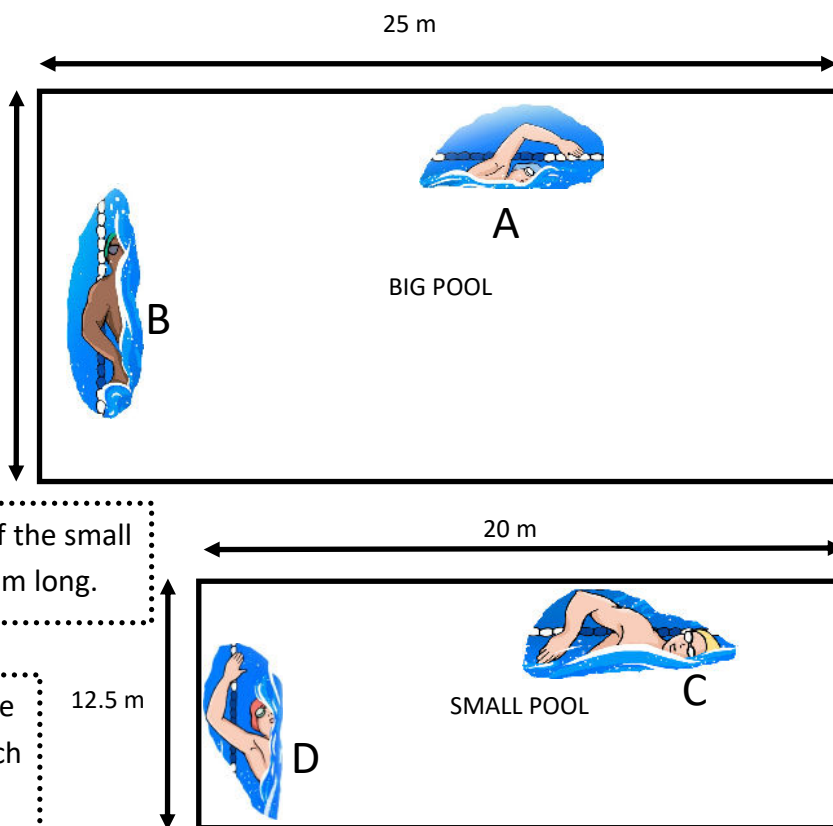 25 m
A
BIG POOL
B
f the small
m long.
20 m
e
ch
12.5 m
SMALL POOL
C
D